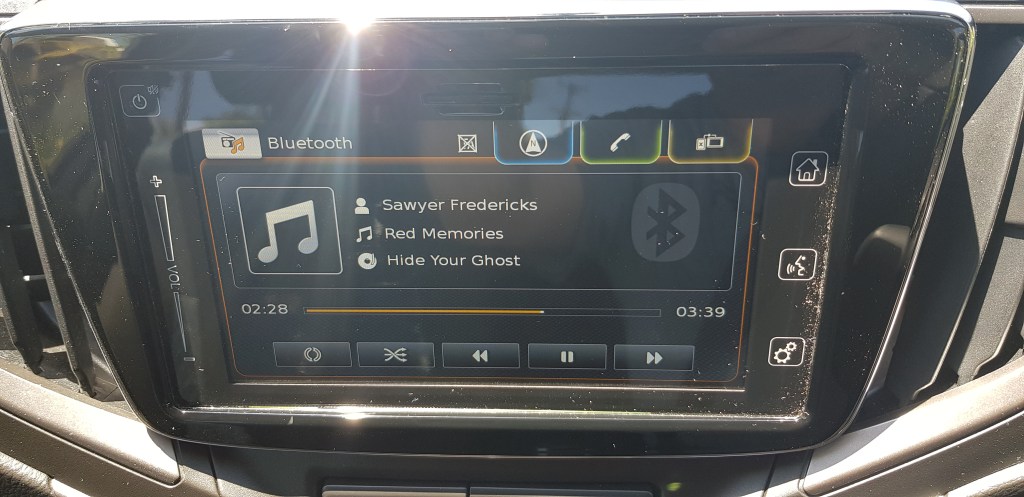 Bluetooth
Sawyer Fredericks
Red Memories
Hide Your Ghost
02:28
03:39
VOL